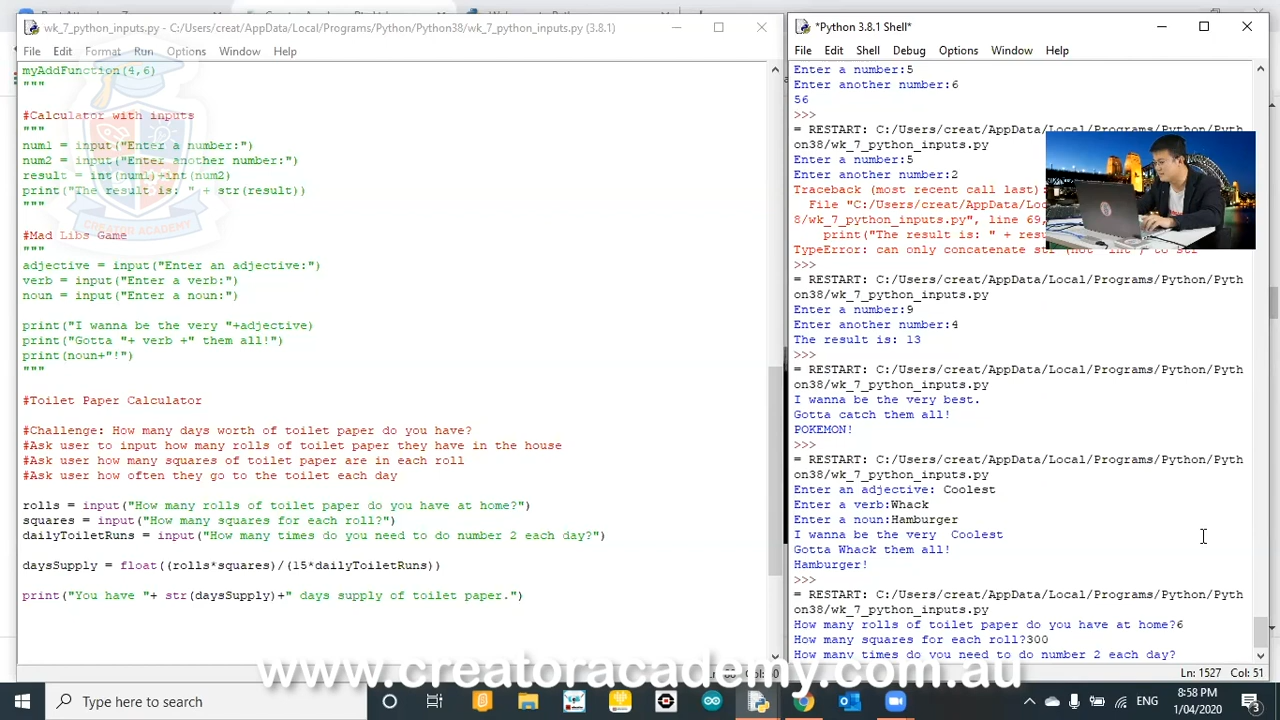 wk_7_python_inputs.py - C:/Users/creat/AppData/Local/Programs/Python/Python38/wk_7_python_inputs.py (3.8.1)
File Edit Format Run Options Window Help
myAddFunction(4,6)
"""
#Calculator with inputs
"""
num1 = input("Enter a number:")
num2 = input("Enter another number:")
result = int(num1)+int(num2)
print("The result is: " + str(result))
"""
#Mad Libs Game
"""
adjective = input("Enter an adjective:")
verb = input("Enter a verb:")
noun = input("Enter a noun:")
print("I wanna be the very "+adjective)
print("Gotta "+ verb +" them all!")
print(noun+"!")
"""
#Toilet Paper Calculator
#Challenge: How many days worth of toilet paper do you have?
#Ask user to input how many rolls of toilet paper they have in the house
#Ask user how many squares of toilet paper are in each roll
#Ask user how often they go to the toilet each day
rolls = input("How many rolls of toilet paper do you have at home?")
squares = input("How many squares for each roll?")
dailyToiletRuns = input("How many times do you need to do number 2 each day?")
daysSupply = float((rolls*squares)/(15*dailyToiletRuns))
print("You have "+ str(daysSupply)+" days supply of toilet paper.")
CREATOR ACADEMY
*Python 3.8.1 Shell*
File Edit Shell Debug Options Window Help
Enter a number:5
Enter another number:6
56
>>>
= RESTART: C:/Users/creat/AppData/Local/Programs/Python/Pyth
on38/wk_7_python_inputs.py
Enter a number:5
Enter another number:2
Traceback (most recent call last):
File "C:/Users/creat/AppData/Loc
8/wk_7_python_inputs.py", line 69,
print("The result is: " + resu
TypeError: can only concatenate str (not "int") to str
>>>
= RESTART: C:/Users/creat/AppData/Local/Programs/Python/Pyth
on38/wk_7_python_inputs.py
Enter a number:9
Enter another number:4
The result is: 13
>>>
= RESTART: C:/Users/creat/AppData/Local/Programs/Python/Pyth
on38/wk_7_python_inputs.py
I wanna be the very best.
Gotta catch them all!
POKEMON!
>>>
= RESTART: C:/Users/creat/AppData/Local/Programs/Python/Pyth
on38/wk_7_python_inputs.py
Enter an adjective: Coolest
Enter a verb:Whack
Enter a noun:Hamburger
I wanna be the very  Coolest
Gotta Whack them all!
Hamburger!
>>>
= RESTART: C:/Users/creat/AppData/Local/Programs/Python/Pyth
on38/wk_7_python_inputs.py
How many rolls of toilet paper do you have at home?6
How many squares for each roll?300
How many times do you need to do number 2 each day?
Ln: 1527 Col: 51
www.creatoracademy.com.au
Type here to search
ENG
8:58 PM
1/04/2020
3